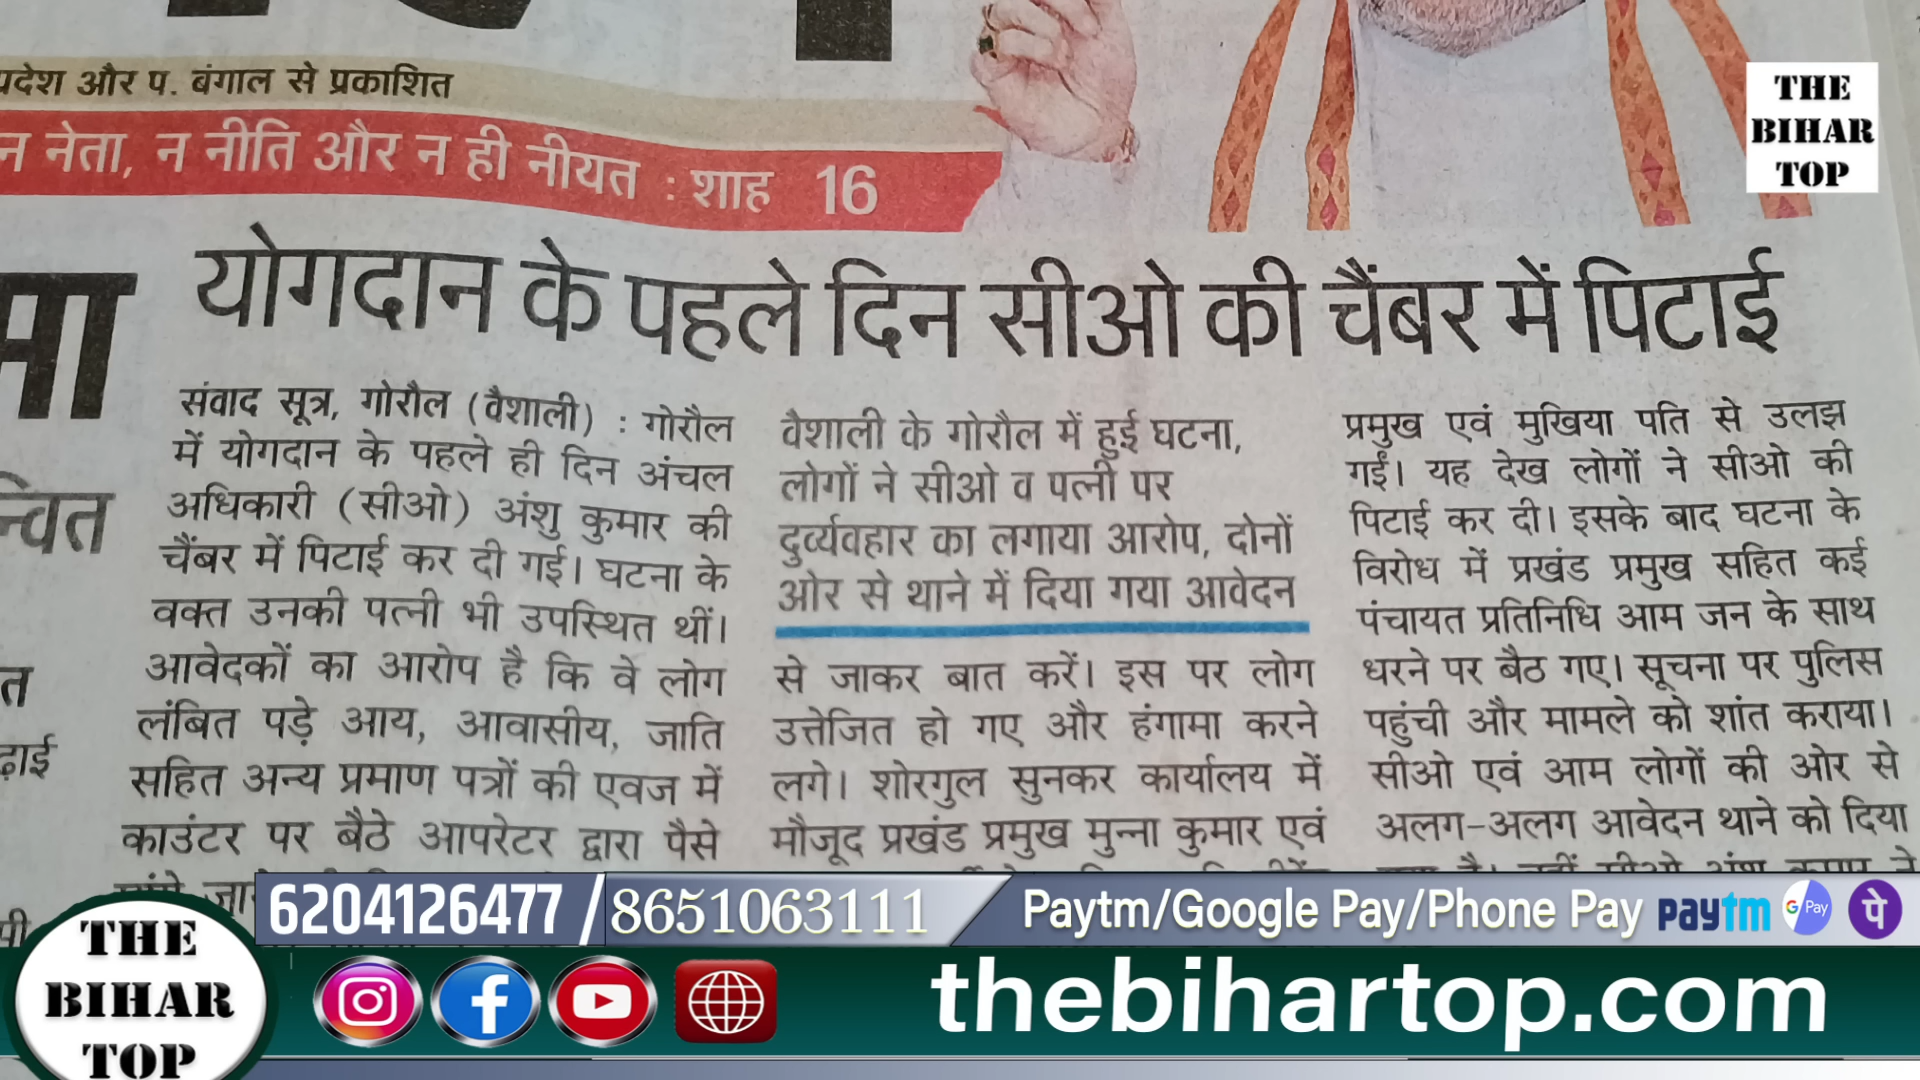 और प. बंगाल से प्रकाशित
न नेता, न नीति और न ही नीयत : शाह 16
THE
BIHAR
TOP
योगदान के पहले दिन सीओ की चैंबर में पिटाई
संवाद सूत्र, गोरौल (वैशाली) : गोरौल
में योगदान के पहले ही दिन अंचल
अधिकारी (सीओ) अंशु कुमार की
चैंबर में पिटाई कर दी गई। घटना के
वक्त उनकी पत्नी भी उपस्थित थीं।
आवेदकों का आरोप है कि वे लोग
लंबित पड़े आय, आवासीय, जाति
सहित अन्य प्रमाण पत्रों की एवज में
काउंटर पर बैठे आपरेटर द्वारा पैसे
वैशाली के गोरौल में हुई घटना,
लोगों ने सीओ व पत्नी पर
दुर्व्यवहार का लगाया आरोप, दोनों
ओर से थाने में दिया गया आवेदन
से जाकर बात करें। इस पर लोग
उत्तेजित हो गए और हंगामा करने
लगे। शोरगुल सुनकर कार्यालय में
मौजूद प्रखंड प्रमुख मुन्ना कुमार एवं
प्रमुख एवं मुखिया पति से उलझ
गईं। यह देख लोगों ने सीओ की
पिटाई कर दी। इसके बाद घटना के
विरोध में प्रखंड प्रमुख सहित कई
पंचायत प्रतिनिधि आम जन के साथ
धरने पर बैठ गए। सूचना पर पुलिस
पहुंची और मामले को शांत कराया।
सीओ एवं आम लोगों की ओर से
अलग-अलग आवेदन थाने को दिया
6204126477 / 8651063111 Paytm/Google Pay/Phone Pay paytm G Pay पे
THE
BIHAR
TOP
thebihartop.com